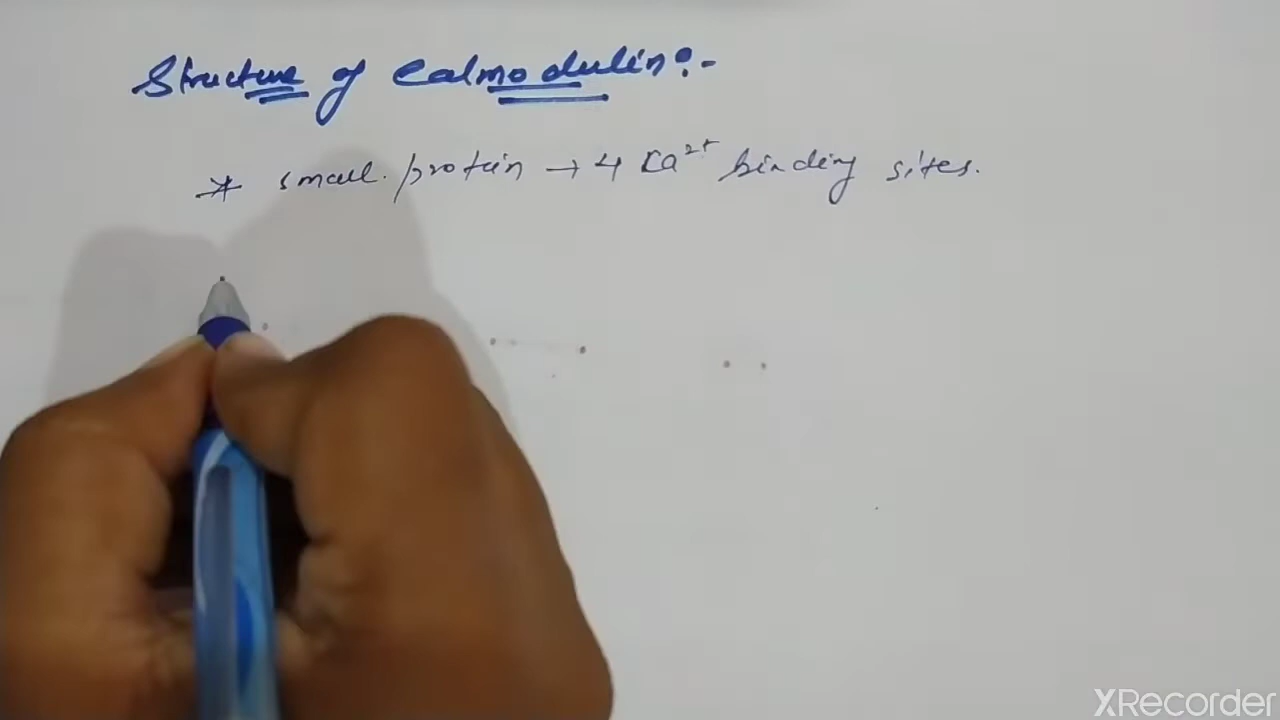 Structure of Calmodulin:-
* small protein → 4 Ca²⁺ binding sites.
XRecorder